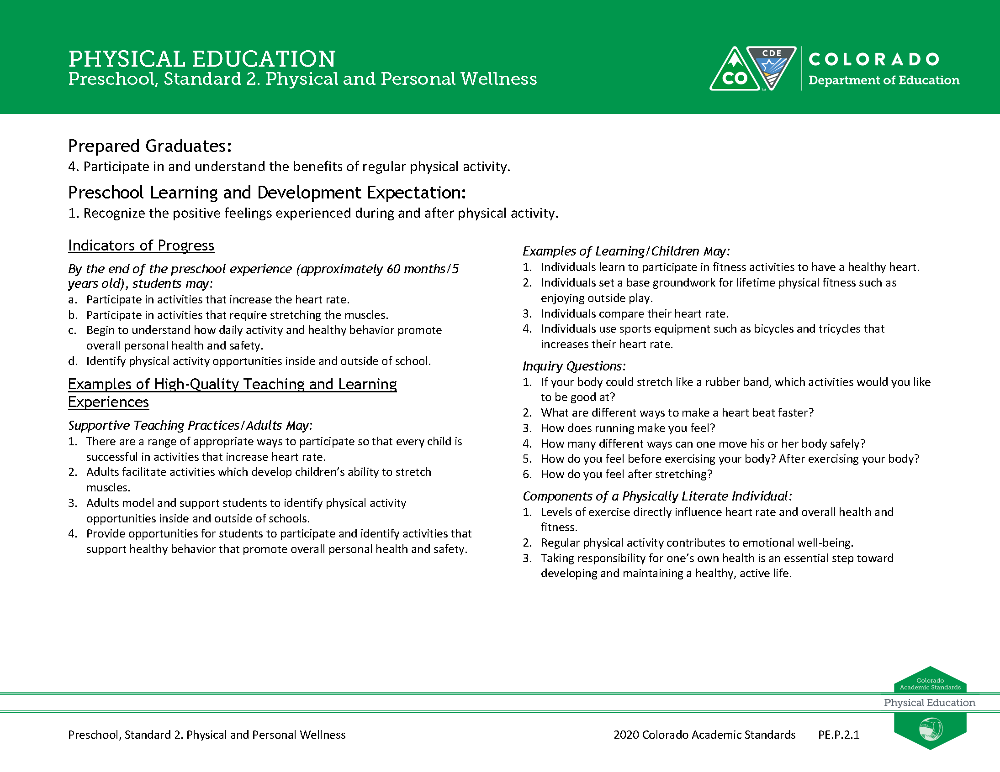 PHYSICAL EDUCATION
Preschool, Standard 2. Physical and Personal Wellness
CO
TM
CDE
COLORADO
Department of Education
Prepared Graduates:
4. Participate in and understand the benefits of regular physical activity.
Preschool Learning and Development Expectation:
1. Recognize the positive feelings experienced during and after physical activity.
Indicators of Progress
By the end of the preschool experience (approximately 60 months/5
years old), students may:
a. Participate in activities that increase the heart rate.
b. Participate in activities that require stretching the muscles.
c. Begin to understand how daily activity and healthy behavior promote
overall personal health and safety.
d. Identify physical activity opportunities inside and outside of school.
Examples of High-Quality Teaching and Learning
Experiences
Supportive Teaching Practices/Adults May:
1. There are a range of appropriate ways to participate so that every child is
successful in activities that increase heart rate.
2. Adults facilitate activities which develop children’s ability to stretch
muscles.
3. Adults model and support students to identify physical activity
opportunities inside and outside of schools.
4. Provide opportunities for students to participate and identify activities that
support healthy behavior that promote overall personal health and safety.
Examples of Learning/Children May:
1. Individuals learn to participate in fitness activities to have a healthy heart.
2. Individuals set a base groundwork for lifetime physical fitness such as
enjoying outside play.
3. Individuals compare their heart rate.
4. Individuals use sports equipment such as bicycles and tricycles that
increases their heart rate.
Inquiry Questions:
1. If your body could stretch like a rubber band, which activities would you like
to be good at?
2. What are different ways to make a heart beat faster?
3. How does running make you feel?
4. How many different ways can one move his or her body safely?
5. How do you feel before exercising your body? After exercising your body?
6. How do you feel after stretching?
Components of a Physically Literate Individual:
1. Levels of exercise directly influence heart rate and overall health and
fitness.
2. Regular physical activity contributes to emotional well-being.
3. Taking responsibility for one’s own health is an essential step toward
developing and maintaining a healthy, active life.
Colorado
Academic Standards
Physical Education
Preschool, Standard 2. Physical and Personal Wellness
2020 Colorado Academic Standards
PE.P.2.1